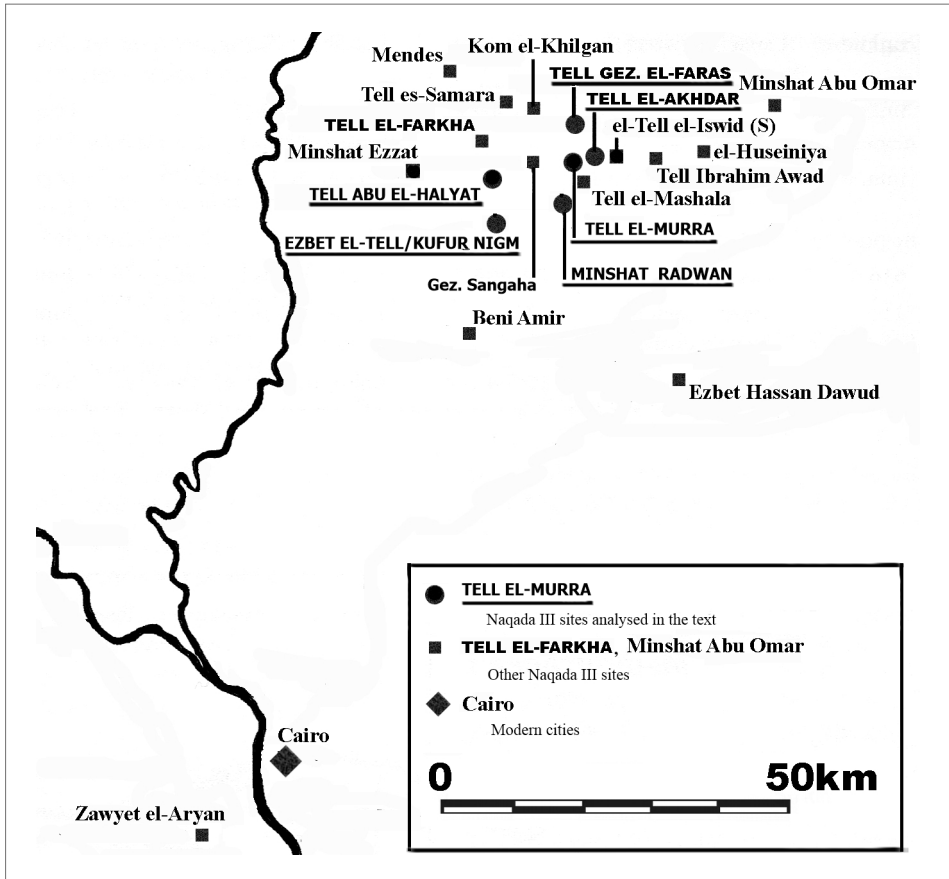 Kom el-Khilgan
Mendes
TELL GEZ. EL-FARAS
Minshat Abu Omar
Tell es-Samara
TELL EL-AKHDAR
TELL EL-FARKHA
el-Tell el-Iswid (S)
Minshat Ezzat
el-Huseiniya
Tell Ibrahim Awad
TELL ABU EL-HALYAT
Tell el-Mashala
TELL EL-MURRA
EZBET EL-TELL/KUFUR NIGM
MINSHAT RADWAN
Gez. Sangaha
Beni Amir
Ezbet Hassan Dawud
TELL EL-MURRA
Naqada III sites analysed in the text
TELL EL-FARKHA, Minshat Abu Omar
Other Naqada III sites
Cairo
Modern cities
Cairo
0 50km
Zawyet el-Aryan